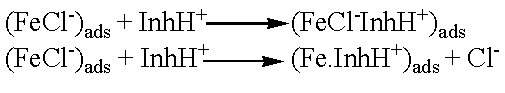 (FeCl⁻)ads + InhH⁺ ⟶ (FeCl⁻InhH⁺)ads
(FeCl⁻)ads + InhH⁺ ⟶ (Fe.InhH⁺)ads + Cl⁻